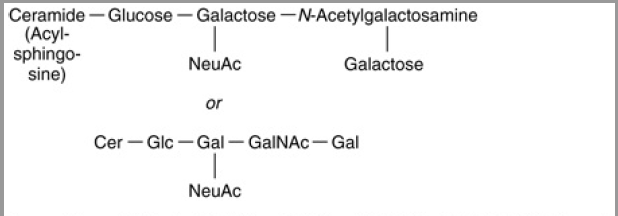 Ceramide — Glucose — Galactose — N-Acetylgalactosamine
(Acyl-
sphingo-
sine)
NeuAc
Galactose
or
Cer — Glc — Gal — GalNAc — Gal
NeuAc